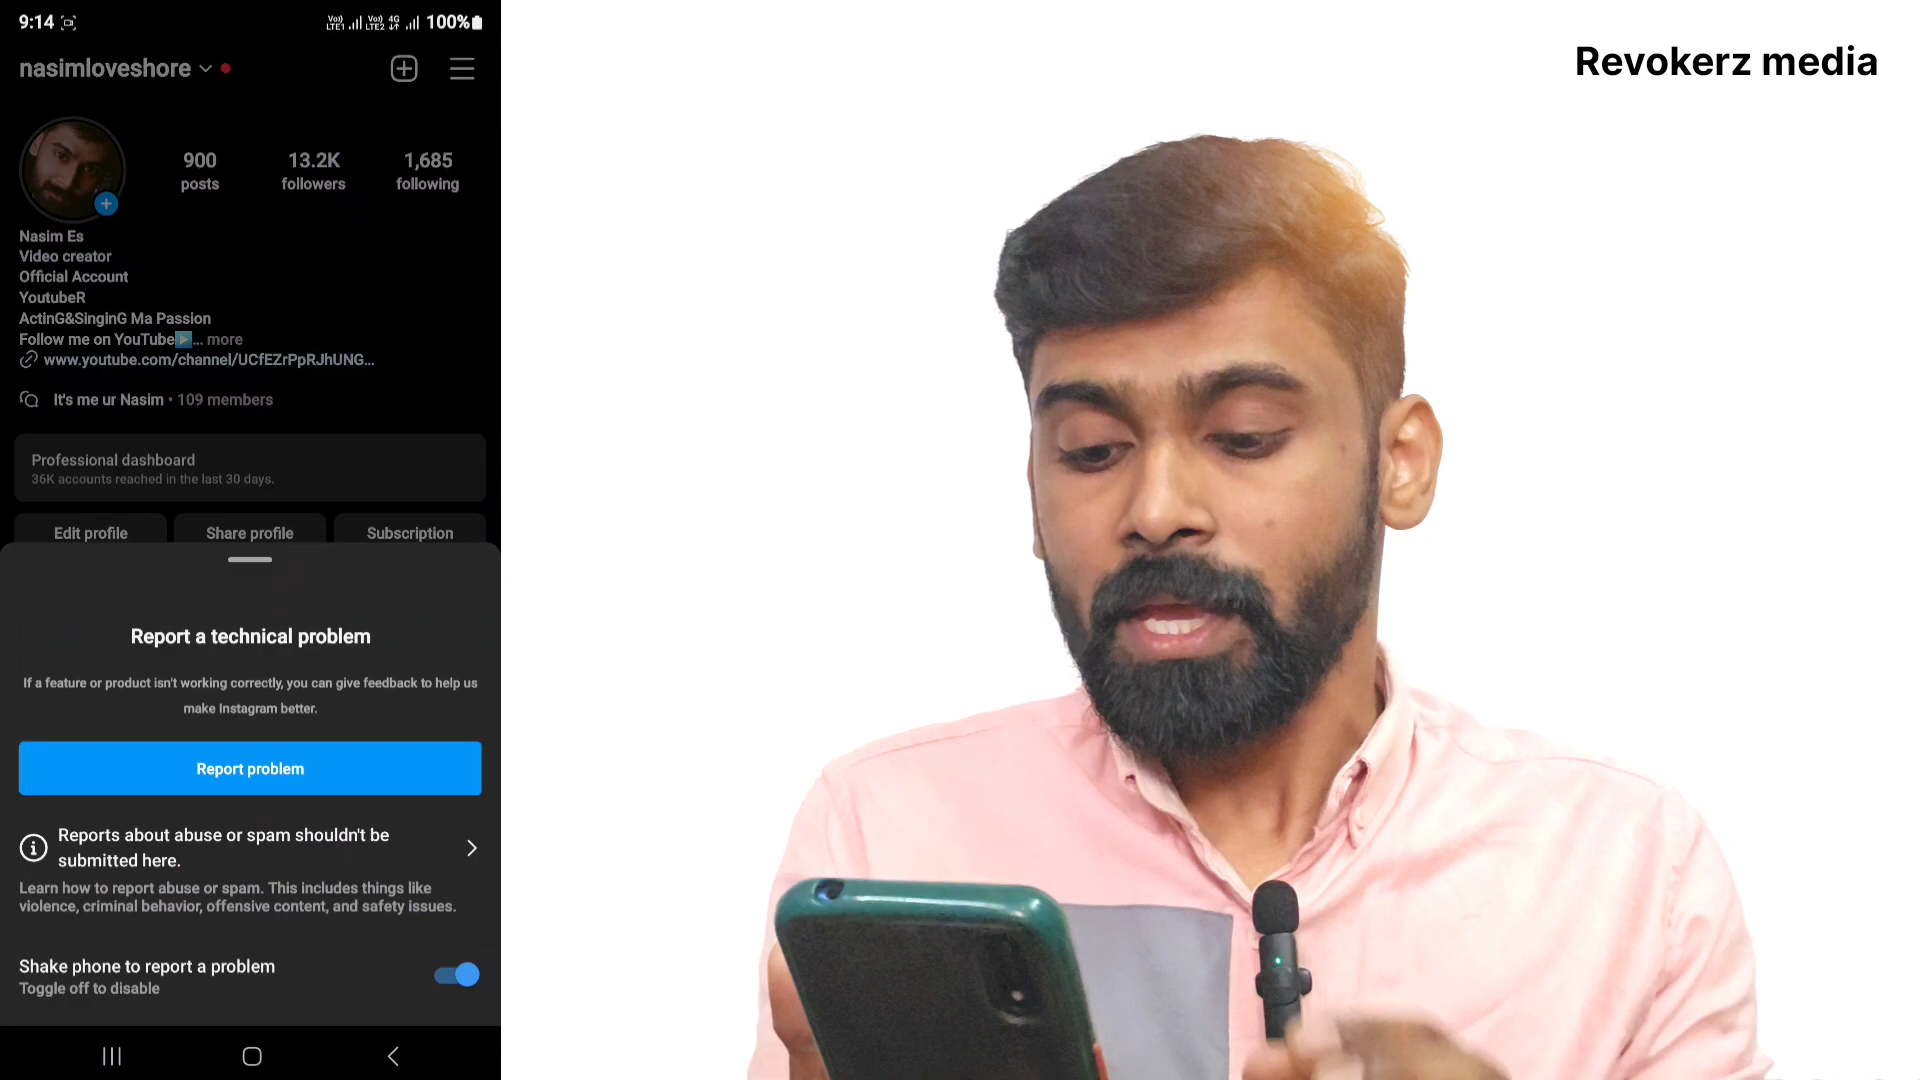 9:14
Vo) LTE1 Vo) LTE2 4G 100%
Revokerz media
nasimloveshore
900 13.2K 1,685
posts followers following
Nasim Es
Video creator
Official Account
YoutubeR
ActinG&SinginG Ma Passion
Follow me on YouTube▶️... more
www.youtube.com/channel/UCfEZrPpRJhUNG...
It's me ur Nasim • 109 members
Professional dashboard
36K accounts reached in the last 30 days.
Edit profile Share profile Subscription
Report a technical problem
If a feature or product isn't working correctly, you can give feedback to help us
make Instagram better.
Report problem
Reports about abuse or spam shouldn't be
submitted here.
Learn how to report abuse or spam. This includes things like
violence, criminal behavior, offensive content, and safety issues.
Shake phone to report a problem
Toggle off to disable